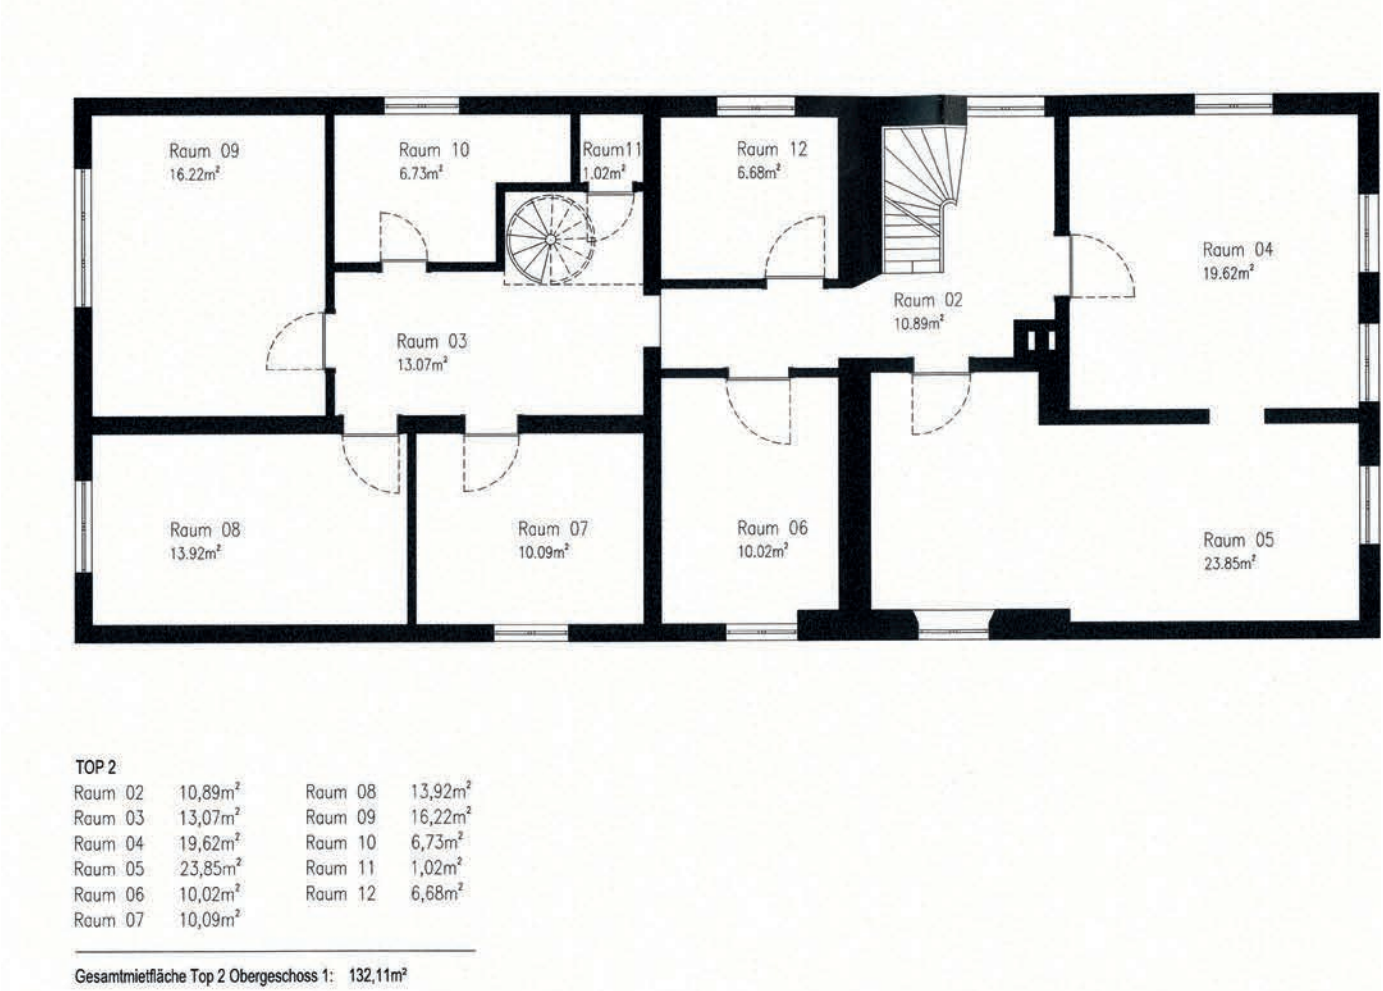 Raum 09
16.22m²
Raum 10
6.73m²
Raum11
1.02m²
Raum 12
6.68m²
Raum 04
19.62m²
Raum 02
10.89m²
Raum 03
13.07m²
Raum 08
13.92m²
Raum 07
10.09m²
Raum 06
10.02m²
Raum 05
23.85m²
TOP 2
Raum 02 10,89m²
Raum 03 13,07m²
Raum 04 19,62m²
Raum 05 23,85m²
Raum 06 10,02m²
Raum 07 10,09m²
Raum 08 13,92m²
Raum 09 16,22m²
Raum 10 6,73m²
Raum 11 1,02m²
Raum 12 6,68m²
Gesamtmietfläche Top 2 Obergeschoss 1: 132,11m²